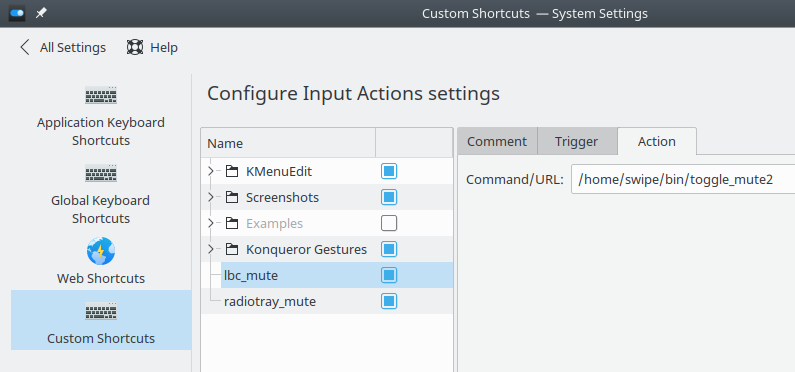 Custom Shortcuts — System Settings
All Settings
Help
Application Keyboard
Shortcuts
Global Keyboard
Shortcuts
Web Shortcuts
Custom Shortcuts
Configure Input Actions settings
Name
KMenuEdit
Screenshots
Examples
Konqueror Gestures
lbc_mute
radiotray_mute
Comment
Trigger
Action
Command/URL: /home/swipe/bin/toggle_mute2